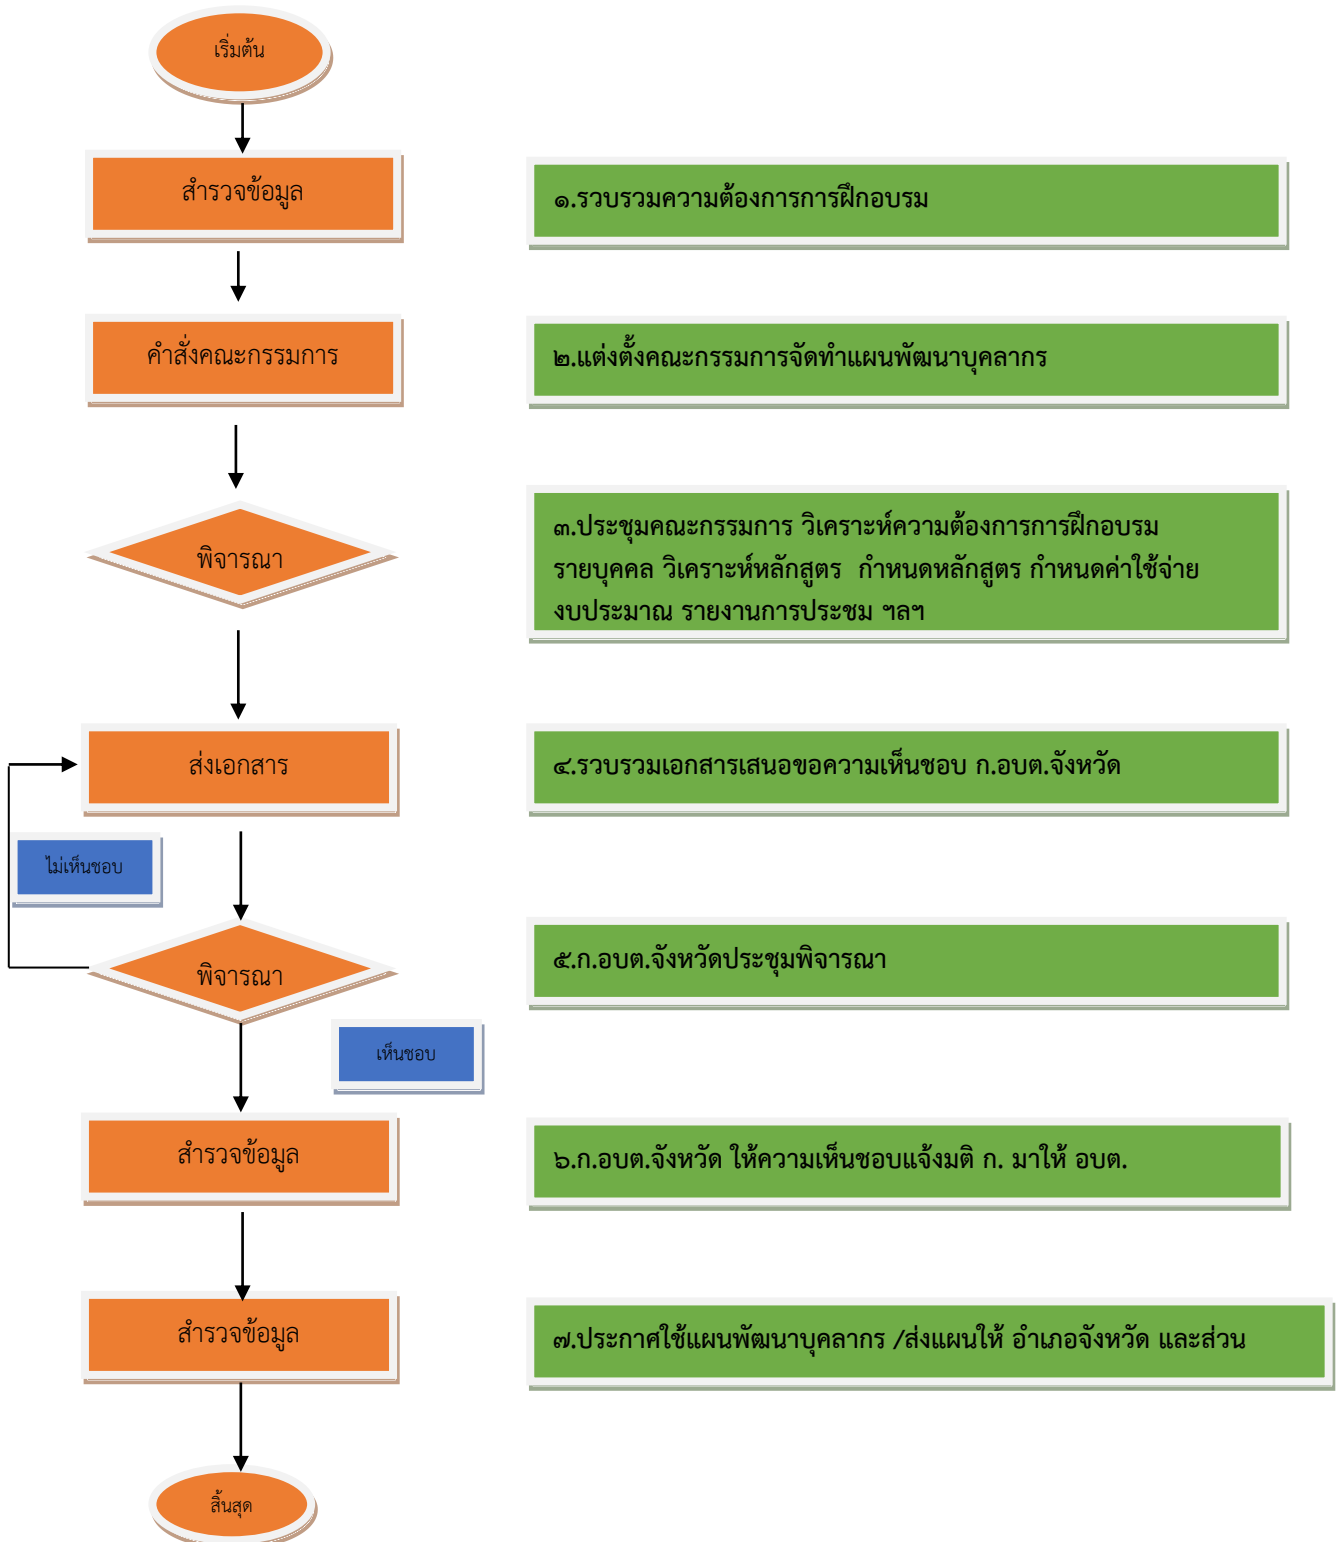 เริ่มต้น
สำรวจข้อมูล
๑.รวบรวมความต้องการการฝึกอบรม
คำสั่งคณะกรรมการ
๒.แต่งตั้งคณะกรรมการจัดทำแผนพัฒนาบุคลากร
พิจารณา
๓.ประชุมคณะกรรมการ วิเคราะห์ความต้องการการฝึกอบรม
รายบุคคล วิเคราะห์หลักสูตร กำหนดหลักสูตร กำหนดค่าใช้จ่าย
งบประมาณ รายงานการประชม ฯลฯ
ส่งเอกสาร
๔.รวบรวมเอกสารเสนอขอความเห็นชอบ ก.อบต.จังหวัด
ไม่เห็นชอบ
พิจารณา
๕.ก.อบต.จังหวัดประชุมพิจารณา
เห็นชอบ
สำรวจข้อมูล
๖.ก.อบต.จังหวัด ให้ความเห็นชอบแจ้งมติ ก. มาให้ อบต.
สำรวจข้อมูล
๗.ประกาศใช้แผนพัฒนาบุคลากร /ส่งแผนให้ อำเภอจังหวัด และส่วน
สิ้นสุด